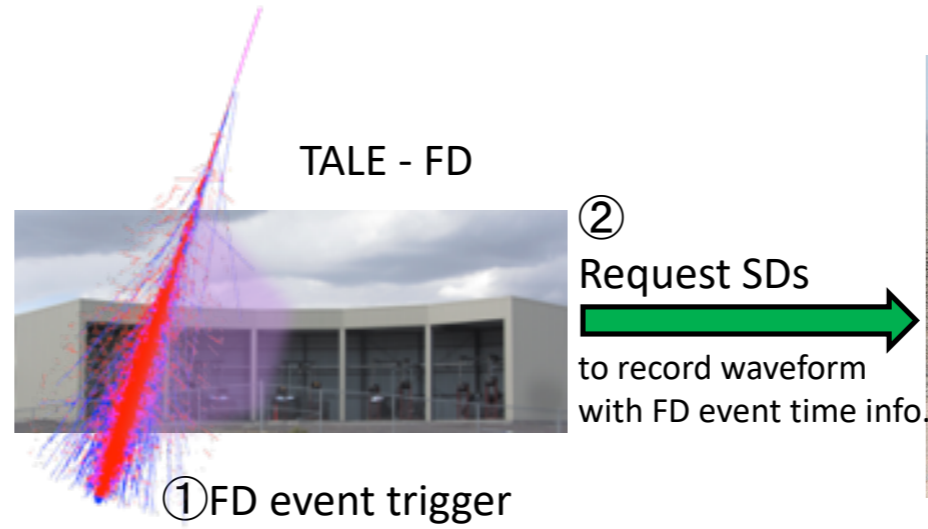 TALE - FD
②
Request SDs
to record waveform
with FD event time info.
①FD event trigger